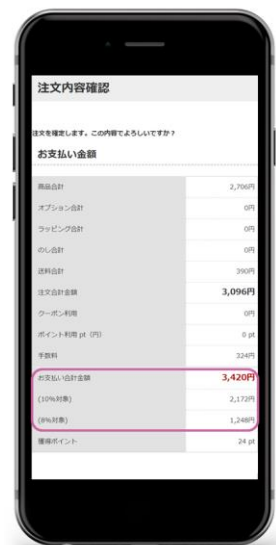 注文内容確認
注文を確定します。この内容でよろしいですか？
お支払い金額
商品合計 2,706円
オプション合計 0円
ラッピング合計 0円
のし合計 0円
送料合計 390円
注文合計金額 3,096円
クーポン利用 0円
ポイント利用 pt（円） 0 pt
手数料 324円
お支払い合計金額 3,420円
(10%対象) 2,172円
(8%対象) 1,248円
獲得ポイント 24 pt